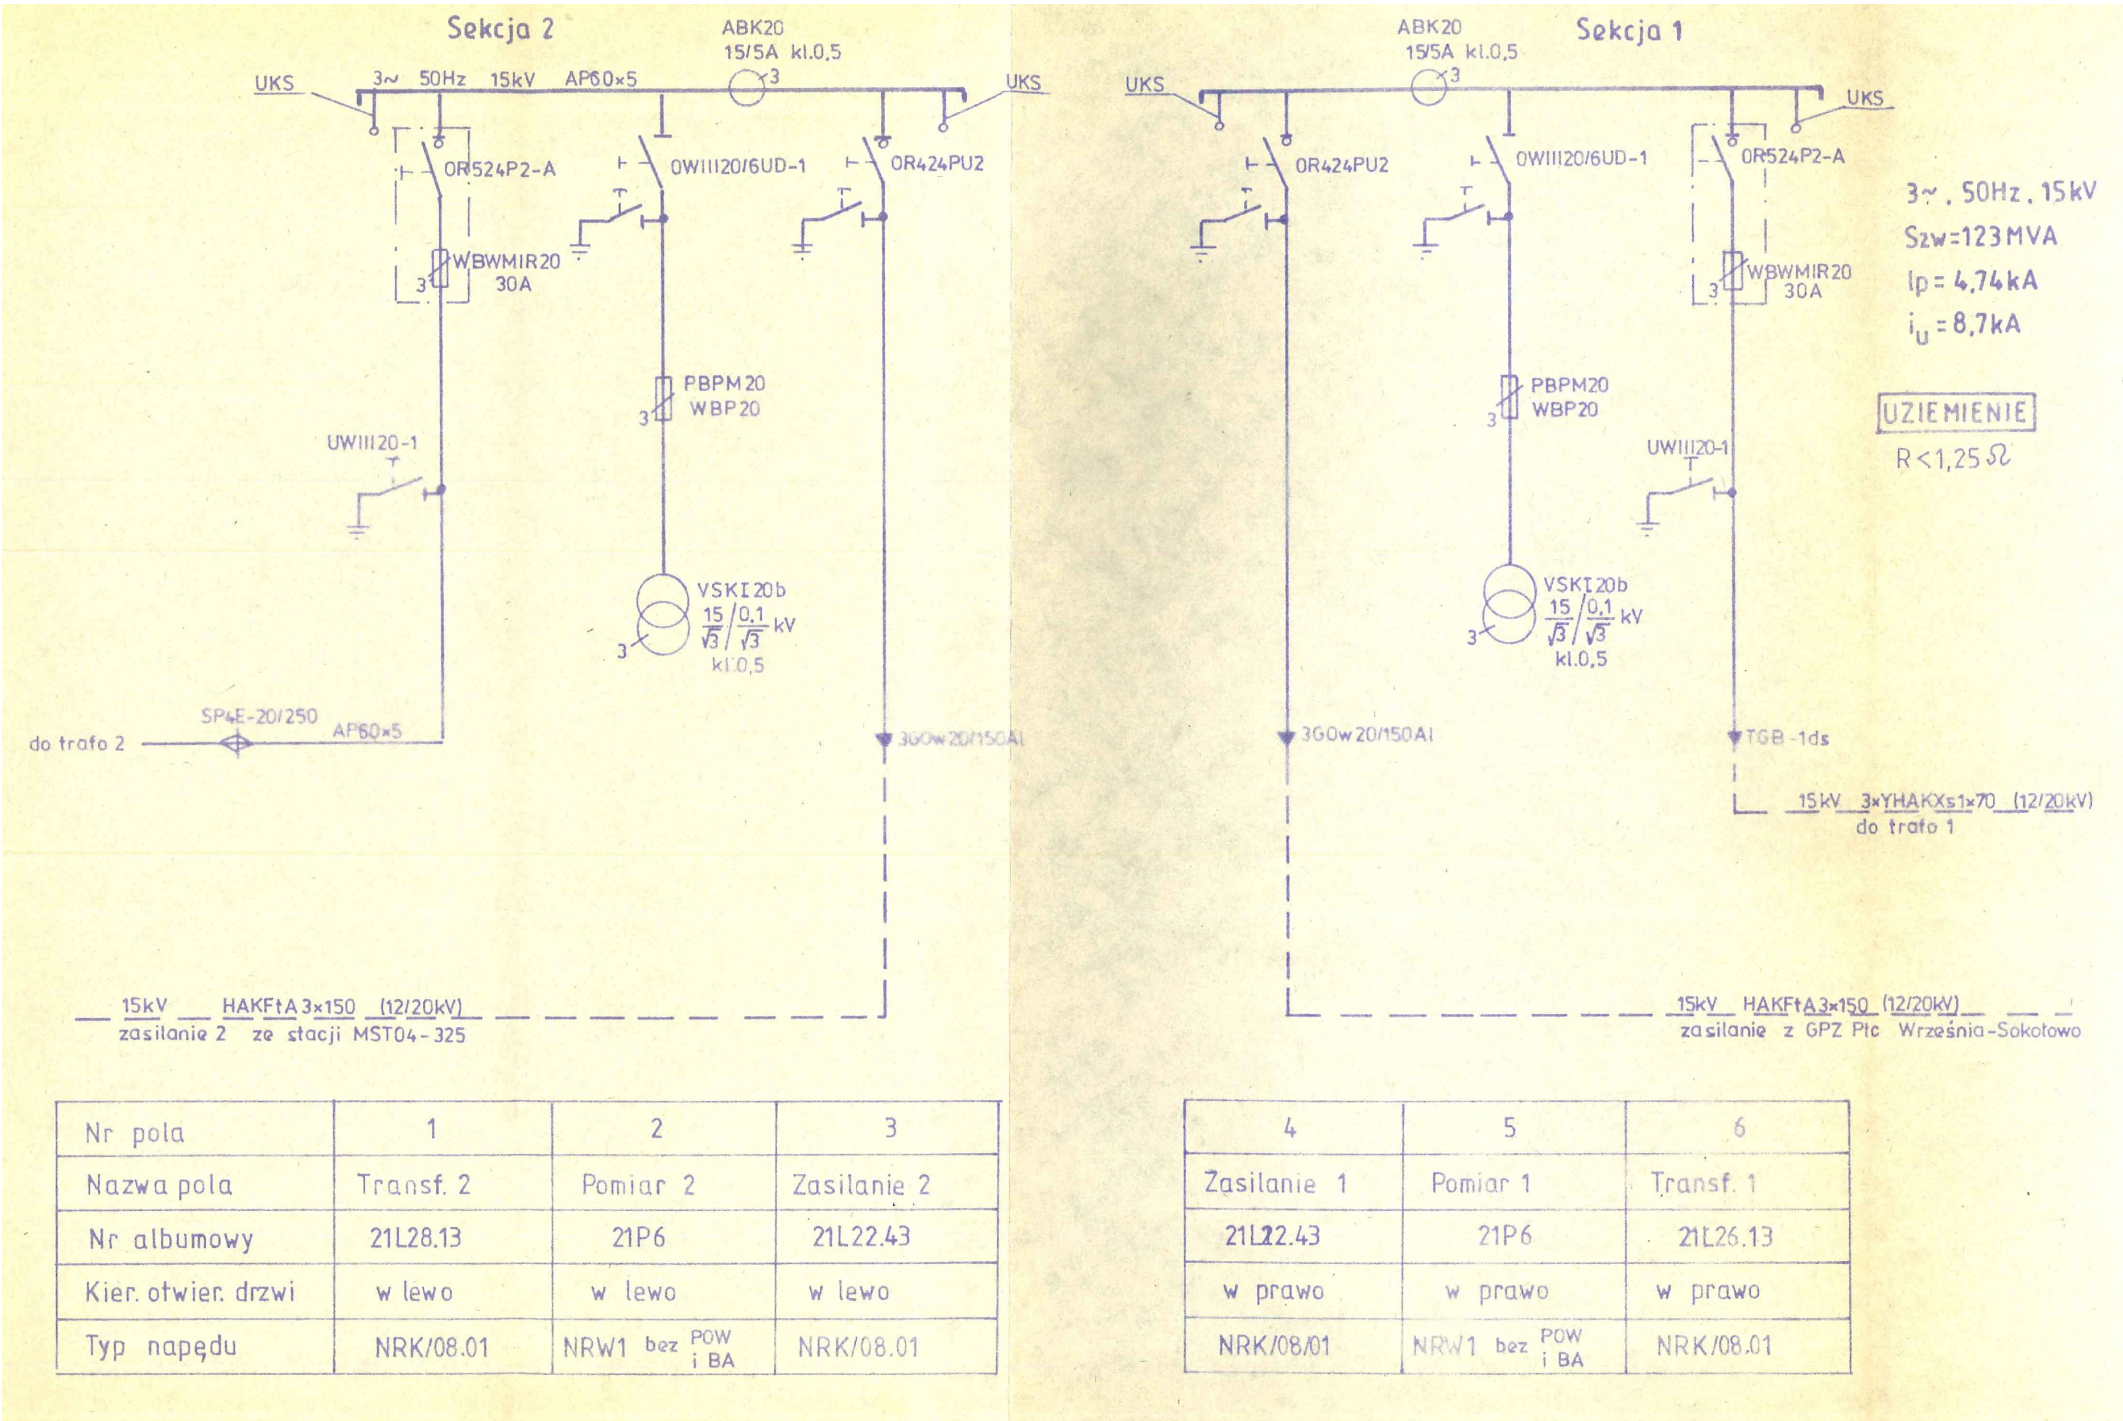 Sekcja 2
ABK20
15/5A kl.0,5
3
UKS
3~ 50Hz 15kV AP60×5
UKS
OR524P2-A
OWIII20/6UD-1
OR424PU2
WBWMIR20
3 30A
PBPM20
3 WBP20
UWIII20-1
VSKI20b
15/√3 / 0,1/√3 kV
3
kl.0,5
SP4E-20/250
do trafo 2
AP60×5
3GOw20/150Al
15kV HAKFtA3×150 (12/20kV)
zasilanie 2 ze stacji MST04-325
Sekcja 1
ABK20
15/5A kl.0,5
3
UKS
UKS
OR424PU2
OWIII20/6UD-1
OR524P2-A
WBWMIR20
3 30A
PBPM20
3 WBP20
UWIII20-1
VSKI20b
15/√3 / 0,1/√3 kV
3
kl.0,5
3GOw20/150Al
TGB-1ds
15kV 3×YHAKXs1×70 (12/20kV)
do trafo 1
15kV HAKFtA3×150 (12/20kV)
zasilanie z GPZ Płc Września-Sokołowo
3~, 50Hz, 15kV
Szw=123MVA
Ip=4,74kA
iu=8,7kA
UZIEMIENIE
R<1,25Ω
Nr pola 1 2 3
Nazwa pola Transf. 2 Pomiar 2 Zasilanie 2
Nr albumowy 21L28.13 21P6 21L22.43
Kier. otwier. drzwi w lewo w lewo w lewo
Typ napędu NRK/08.01 NRW1 bez POW i BA NRK/08.01
4 5 6
Zasilanie 1 Pomiar 1 Transf. 1
21L22.43 21P6 21L26.13
w prawo w prawo w prawo
NRK/08/01 NRW1 bez POW i BA NRK/08.01